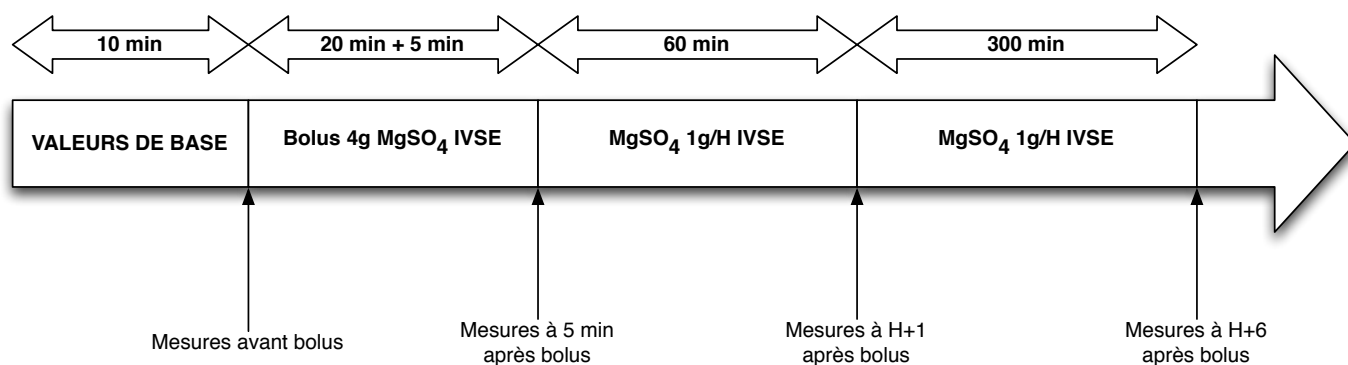 10 min
20 min + 5 min
60 min
300 min
VALEURS DE BASE
Bolus 4g MgSO4 IVSE
MgSO4 1g/H IVSE
MgSO4 1g/H IVSE
Mesures avant bolus
Mesures à 5 min
après bolus
Mesures à H+1
après bolus
Mesures à H+6
après bolus